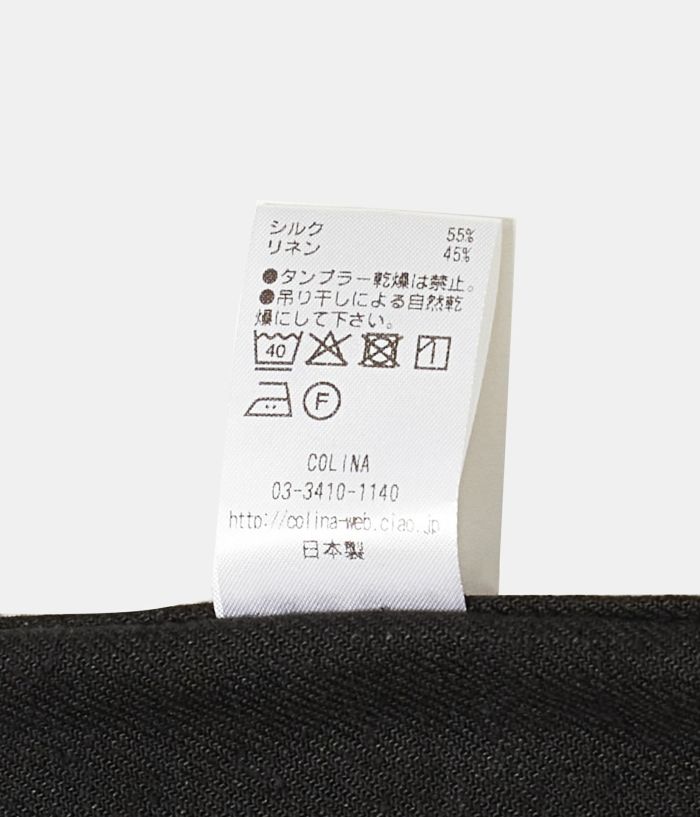 シルク 55%
リネン 45%
●タンブラー乾燥は禁止。
●吊り干しによる自然乾
燥にして下さい。
40
F
COLINA
03-3410-1140
http://colina-web.ciao.jp
日本製